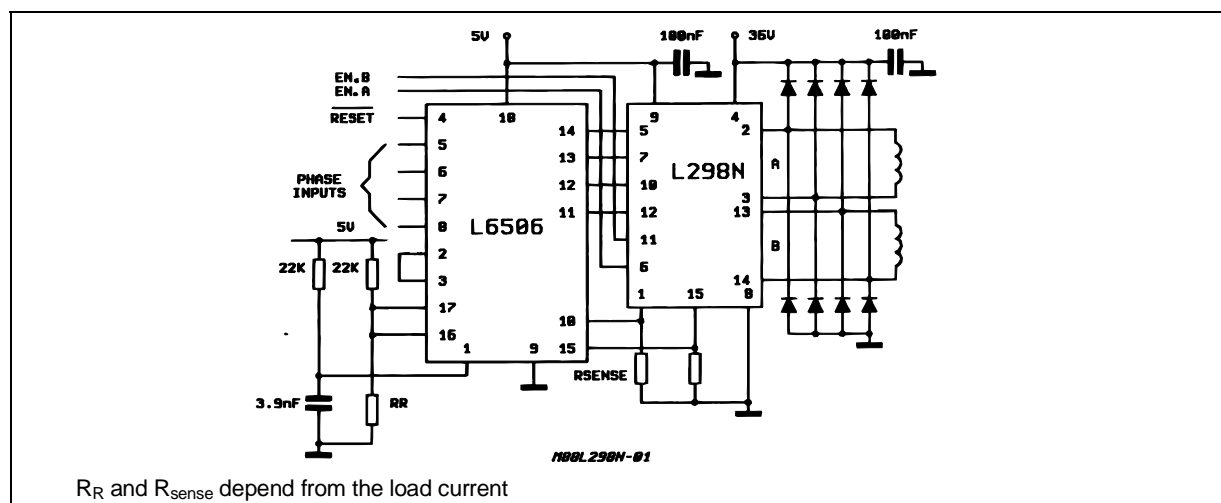 5V 100nF 36V 100nF
EN.B
EN.A
RESET 4 18 9 4
5 14 5 2
6 13 7 A
PHASE
INPUTS
7 12 10 L298N
8 11 12 3
L6506 13
5V 11 B
22K 22K 2 6
3 14
17 1 15 8
16 10
1 9 15
RSENSE
3.9nF RR
M88L298N-01
RR and Rsense depend from the load current